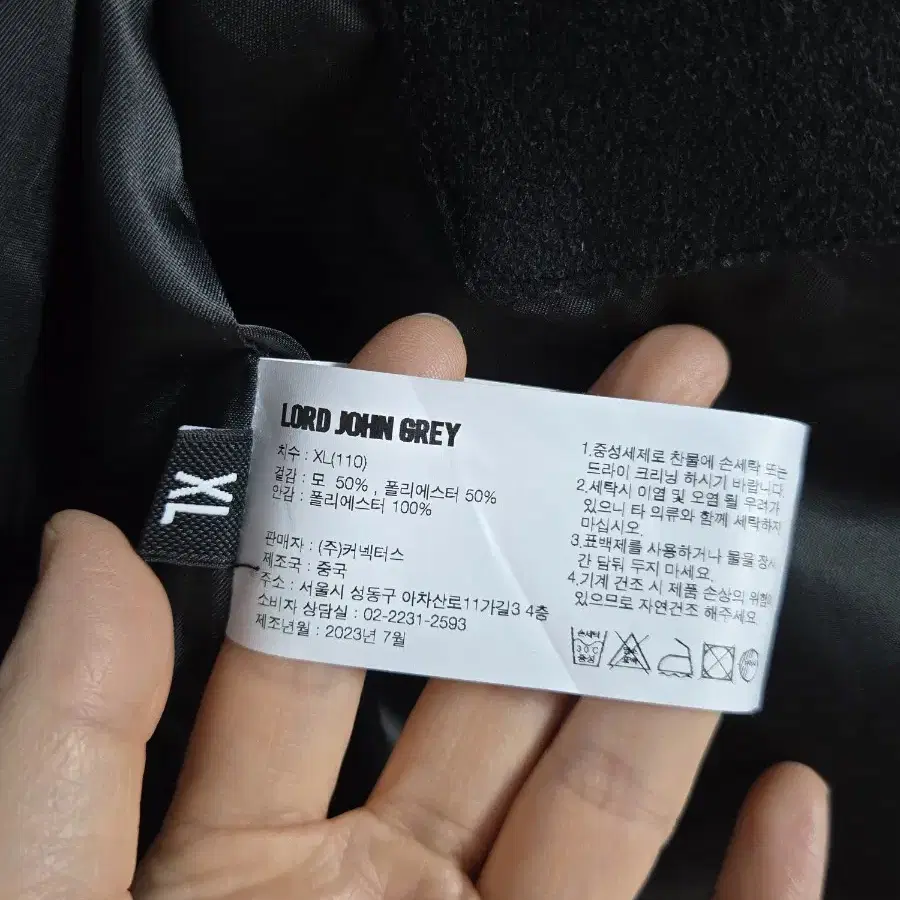 XL
LORD JOHN GREY
치수 : XL(110)
겉감 : 모 50% , 폴리에스터 50%
안감 : 폴리에스터 100%
판매자 : (주)커넥터스
제조국 : 중국
주소 : 서울시 성동구 아차산로11가길3 4층
소비자 상담실 : 02-2231-2593
제조년월 : 2023년 7월
1.중성세제로 찬물에 손세탁 또는
드라이 크리닝 하시기 바랍니다.
2.세탁시 이염 및 오염 될 우려가
있으니 타 의류와 함께 세탁하지
마십시오.
3.표백제를 사용하거나 물을 장시
간 담궈 두지 마세요.
4.기계 건조 시 제품 손상의 위험이
있으므로 자연건조 해주세요.
손세탁
30℃
중성